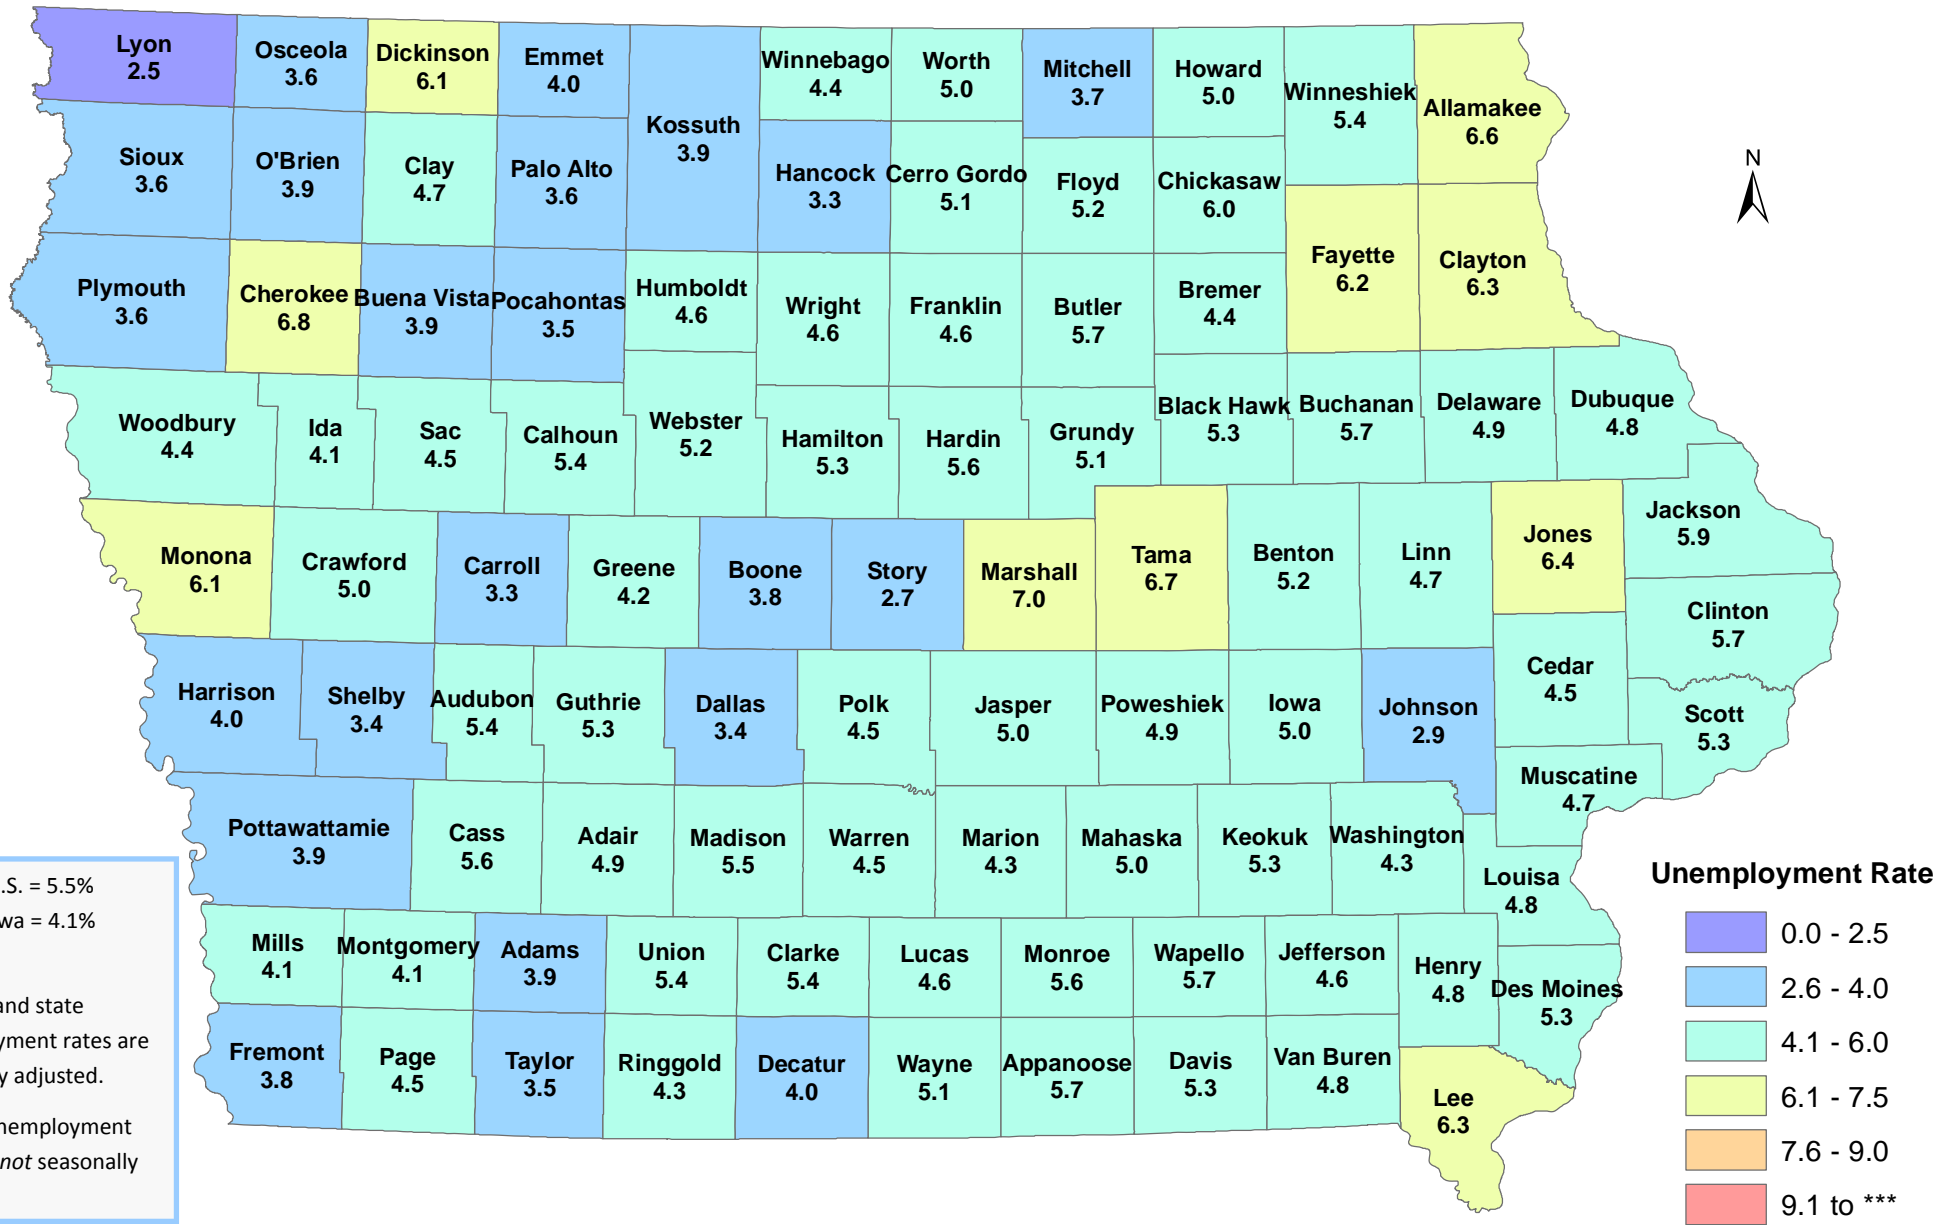 Lyon
2.5
Osceola
3.6
Dickinson
6.1
Emmet
4.0
Kossuth
3.9
Winnebago
4.4
Worth
5.0
Mitchell
3.7
Howard
5.0
Winneshiek
5.4
Allamakee
6.6
N
Sioux
3.6
O'Brien
3.9
Clay
4.7
Palo Alto
3.6
Hancock
3.3
Cerro Gordo
5.1
Floyd
5.2
Chickasaw
6.0
Plymouth
3.6
Cherokee
6.8
Buena Vista
3.9
Pocahontas
3.5
Humboldt
4.6
Wright
4.6
Franklin
4.6
Butler
5.7
Bremer
4.4
Fayette
6.2
Clayton
6.3
Woodbury
4.4
Ida
4.1
Sac
4.5
Calhoun
5.4
Webster
5.2
Hamilton
5.3
Hardin
5.6
Grundy
5.1
Black Hawk
5.3
Buchanan
5.7
Delaware
4.9
Dubuque
4.8
Monona
6.1
Crawford
5.0
Carroll
3.3
Greene
4.2
Boone
3.8
Story
2.7
Marshall
7.0
Tama
6.7
Benton
5.2
Linn
4.7
Jones
6.4
Jackson
5.9
Clinton
5.7
Harrison
4.0
Shelby
3.4
Audubon
5.4
Guthrie
5.3
Dallas
3.4
Polk
4.5
Jasper
5.0
Poweshiek
4.9
Iowa
5.0
Johnson
2.9
Cedar
4.5
Scott
5.3
Muscatine
4.7
Pottawattamie
3.9
Cass
5.6
Adair
4.9
Madison
5.5
Warren
4.5
Marion
4.3
Mahaska
5.0
Keokuk
5.3
Washington
4.3
Louisa
4.8
Mills
4.1
Montgomery
4.1
Adams
3.9
Union
5.4
Clarke
5.4
Lucas
4.6
Monroe
5.6
Wapello
5.7
Jefferson
4.6
Henry
4.8
Des Moines
5.3
Fremont
3.8
Page
4.5
Taylor
3.5
Ringgold
4.3
Decatur
4.0
Wayne
5.1
Appanoose
5.7
Davis
5.3
Van Buren
4.8
Lee
6.3
.S. = 5.5%
wa = 4.1%
and state
yment rates are
y adjusted.
nemployment
not seasonally
Unemployment Rate
0.0 - 2.5
2.6 - 4.0
4.1 - 6.0
6.1 - 7.5
7.6 - 9.0
9.1 to ***